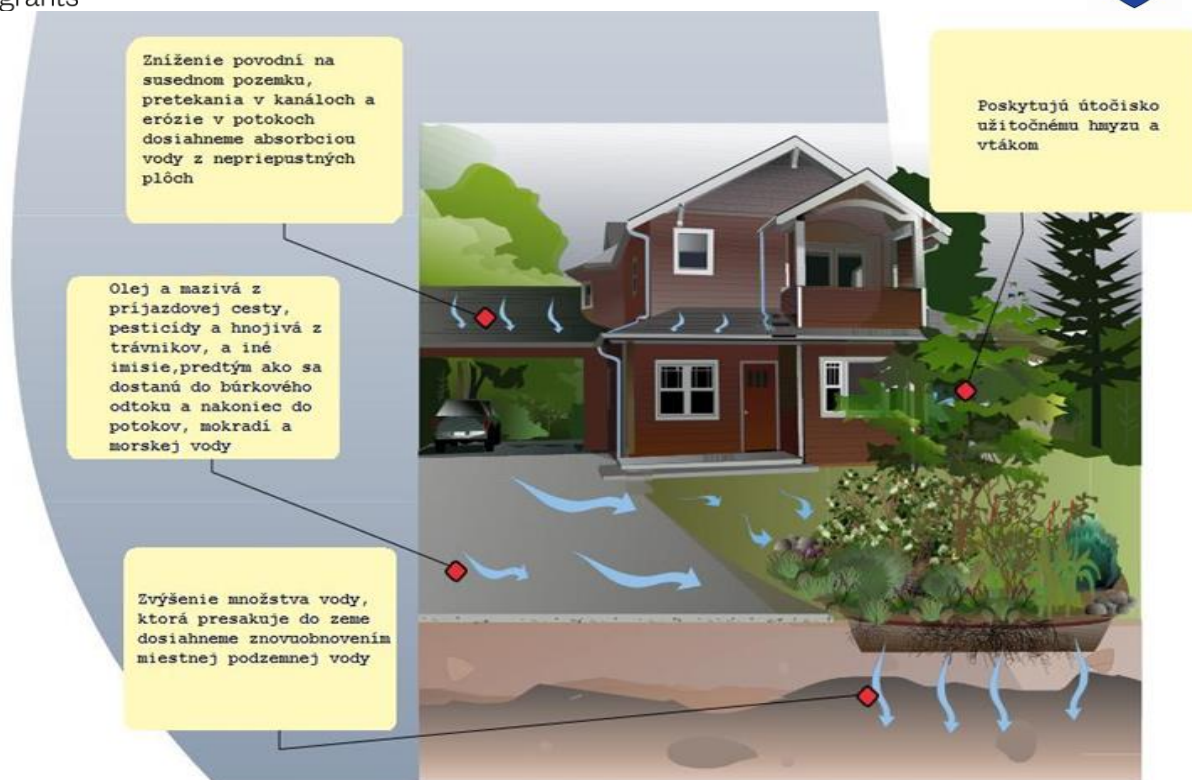 grants
Zníženie povodní na
susednom pozemku,
pretekania v kanáloch a
erózie v potokoch
dosiahneme absorbciou
vody z nepriepustných
plôch
Poskytujú útočisko
užitočnému hmyzu a
vtákom
Olej a mazivá z
príjazdovej cesty,
pesticídy a hnojivá z
trávnikov, a iné
imisie,predtým ako sa
dostanú do búrkového
odtoku a nakoniec do
potokov, mokradí a
morskej vody
Zvýšenie množstva vody,
ktorá presakuje do zeme
dosiahneme znovuobnovením
miestnej podzemnej vody